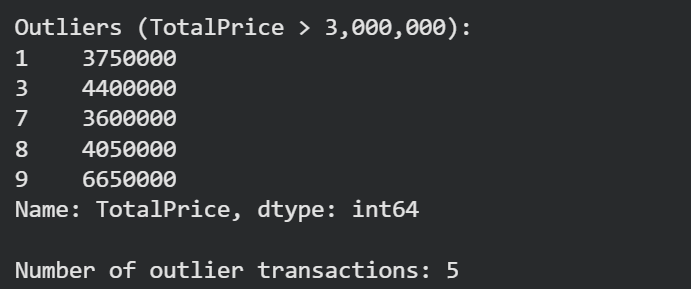 Outliers (TotalPrice > 3,000,000):
1    3750000
3    4400000
7    3600000
8    4050000
9    6650000
Name: TotalPrice, dtype: int64

Number of outlier transactions: 5